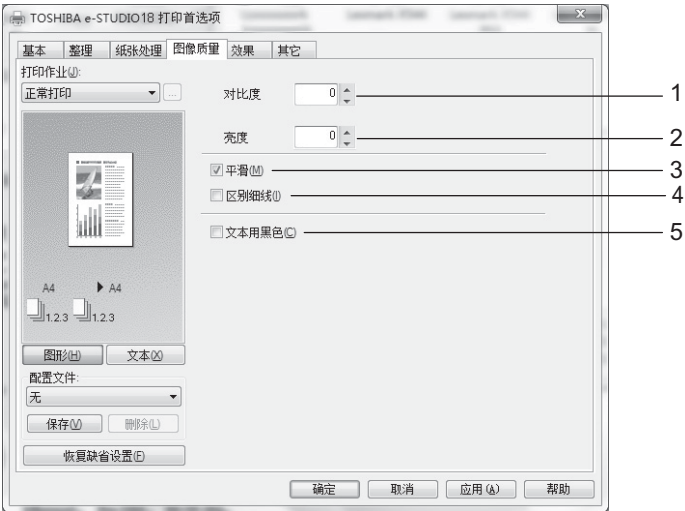 TOSHIBA e-STUDIO18 打印首选项
基本 整理 纸张处理 图像质量 效果 其它
打印作业(J):
正常打印 ...
对比度 0 1
亮度 0 2
平滑(M) 3
区别细线(I) 4
文本用黑色(C) 5
A4 A4
1.2.3 1.2.3
图形(H) 文本(X)
配置文件:
无
保存(V) 删除(L)
恢复缺省设置(F)
确定 取消 应用(A) 帮助